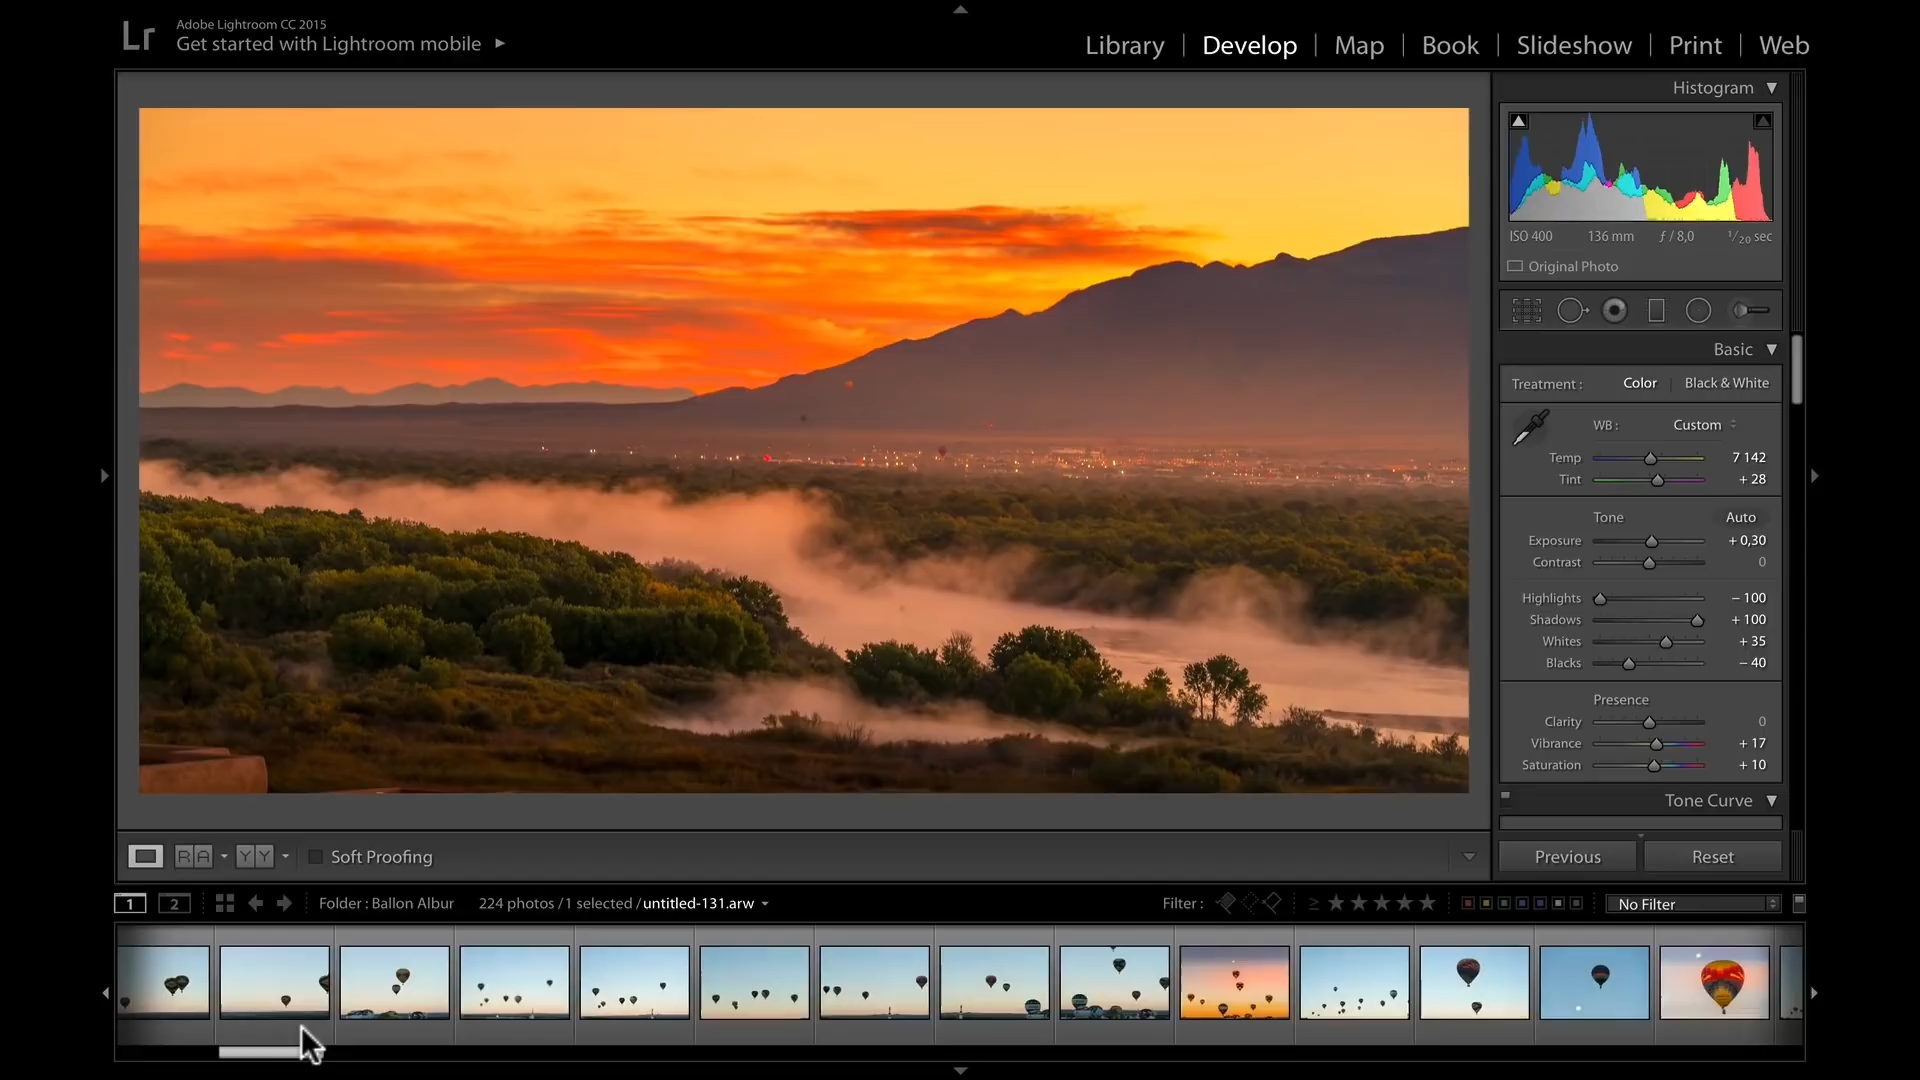 Lr
Adobe Lightroom CC 2015
Get started with Lightroom mobile
Library | Develop | Map | Book | Slideshow | Print | Web
Histogram
ISO 400 136 mm ƒ / 8,0 1/20 sec
Original Photo
Basic
Treatment : Color Black & White
WB : Custom
Temp 7 142
Tint + 28
Tone Auto
Exposure + 0,30
Contrast 0
Highlights − 100
Shadows + 100
Whites + 35
Blacks − 40
Presence
Clarity 0
Vibrance + 17
Saturation + 10
Tone Curve
R A Y Y Soft Proofing
Previous Reset
1 2 Folder : Ballon Albur 224 photos /1 selected /untitled-131.arw Filter : ≥ No Filter